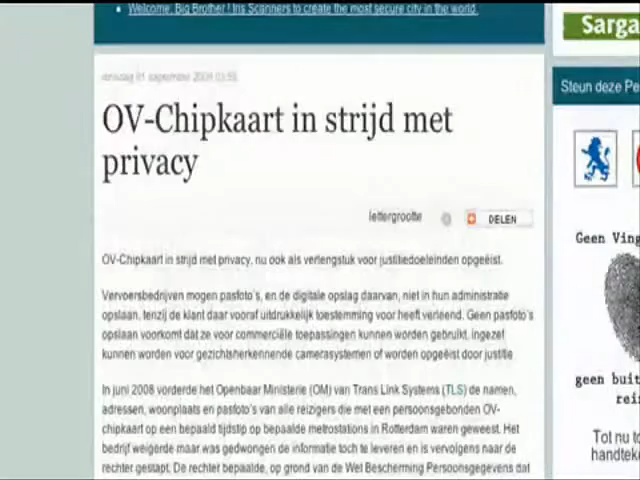 Welcome, Big Brother! Iris Scanners to create the most secure city in the world.
Sarga
Steun deze Pe
dinsdag 01 september 2009
OV-Chipkaart in strijd met
privacy
lettergrootte
DELEN
OV-Chipkaart in strijd met privacy, nu ook als verlengstuk voor justitiedoeleinden opgeëist.
Vervoersbedrijven mogen pasfoto's, en de digitale opslag daarvan, niet in hun administratie
opslaan, tenzij de klant daar vooraf uitdrukkelijk toestemming voor heeft verleend. Geen pasfoto's
opslaan voorkomt dat ze voor commerciële toepassingen kunnen worden gebruikt, ingezet
kunnen worden voor gezichtsherkennende camerasystemen of worden opgeëist door justitie
In juni 2008 vorderde het Openbaar Ministerie (OM) van Trans Link Systems (TLS) de namen,
adressen, woonplaats en pasfoto's van alle reizigers die met een persoonsgebonden OV-
chipkaart op een bepaald tijdstip op bepaalde metrostations in Rotterdam waren geweest. Het
bedrijf weigerde maar was gedwongen de informatie toch te leveren en is vervolgens naar de
rechter gestapt. De rechter bepaalde, op grond van de Wet Bescherming Persoonsgegevens dat
Geen Ving
geen buit
rei
Tot nu to
handteke